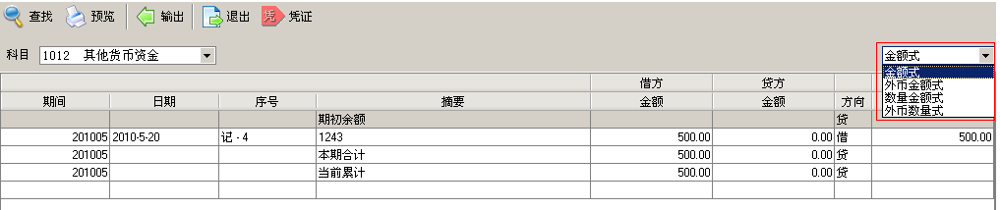 查找 预览 输出 退出 凭 凭证
科目 1012 其他货币资金 金额式
金额式
外币金额式
数量金额式
外币数量式
借方 贷方
期间 日期 序号 摘要 金额 金额 方向
期初余额 贷
201005 2010-5-20 记 - 4 1243 500.00 0.00 借 500.00
201005 本期合计 500.00 0.00 贷
201005 当前累计 500.00 0.00 贷